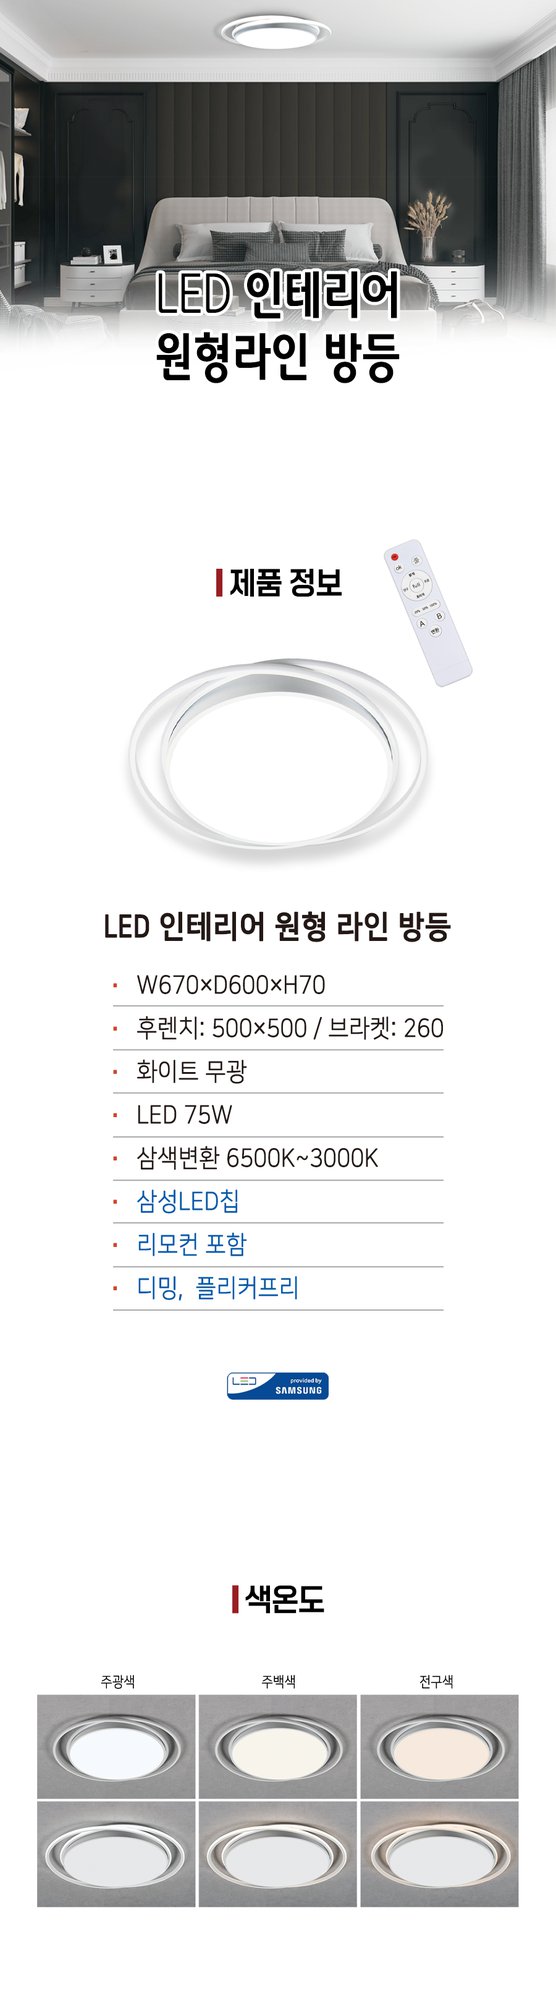 LED 인테리어
원형라인 방등
제품 정보
LED 인테리어 원형 라인 방등
· W670×D600×H70
· 후렌치: 500×500 / 브라켓: 260
· 화이트 무광
· LED 75W
· 삼색변환 6500K~3000K
· 삼성LED칩
· 리모컨 포함
· 디밍, 플리커프리
LED provided by
SAMSUNG
색온도
주광색 주백색 전구색